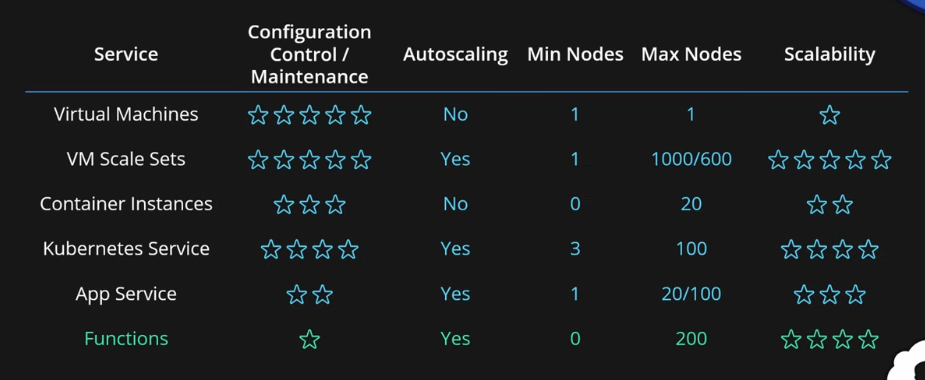 Service Configuration Control / Maintenance Autoscaling Min Nodes Max Nodes Scalability
Virtual Machines ☆☆☆☆☆ No 1 1 ☆
VM Scale Sets ☆☆☆☆☆ Yes 1 1000/600 ☆☆☆☆☆
Container Instances ☆☆☆ No 0 20 ☆☆
Kubernetes Service ☆☆☆☆ Yes 3 100 ☆☆☆☆
App Service ☆☆ Yes 1 20/100 ☆☆☆
Functions ☆ Yes 0 200 ☆☆☆☆